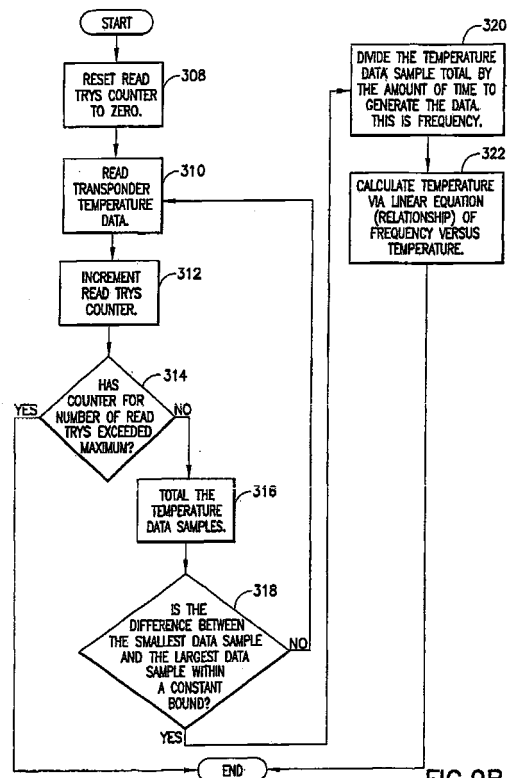 START
RESET READ
TRYS COUNTER
TO ZERO.
308
READ
TRANSPONDER
TEMPERATURE
DATA.
310
INCREMENT
READ TRYS
COUNTER.
312
HAS
COUNTER FOR
NUMBER OF READ
TRYS EXCEEDED
MAXIMUM?
314
YES
NO
TOTAL THE
TEMPERATURE
DATA SAMPLES.
316
IS THE
DIFFERENCE BETWEEN
THE SMALLEST DATA SAMPLE
AND THE LARGEST DATA
SAMPLE WITHIN
A CONSTANT
BOUND?
318
NO
YES
320
DIVIDE THE TEMPERATURE
DATA SAMPLE TOTAL BY
THE AMOUNT OF TIME TO
GENERATE THE DATA.
THIS IS FREQUENCY.
322
CALCULATE TEMPERATURE
VIA LINEAR EQUATION
(RELATIONSHIP) OF
FREQUENCY VERSUS
TEMPERATURE.
END
FIG.9B